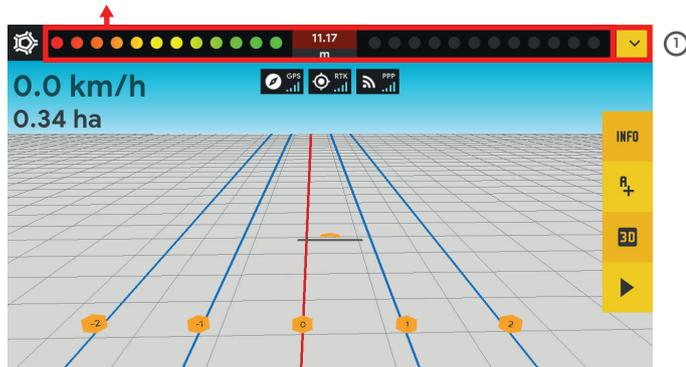 11.17
m
1
0.0 km/h
0.34 ha
GPS
RTK
PPP
INFO
A
3D
-2
-1
0
1
2